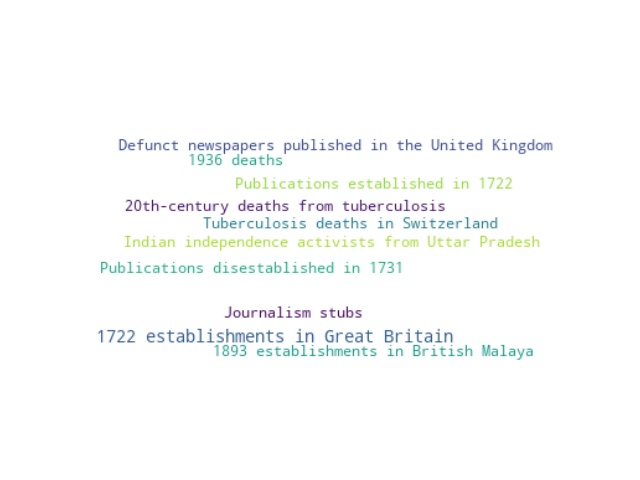 Defunct newspapers published in the United Kingdom
1936 deaths
Publications established in 1722
20th-century deaths from tuberculosis
Tuberculosis deaths in Switzerland
Indian independence activists from Uttar Pradesh
Publications disestablished in 1731
Journalism stubs
1722 establishments in Great Britain
1893 establishments in British Malaya